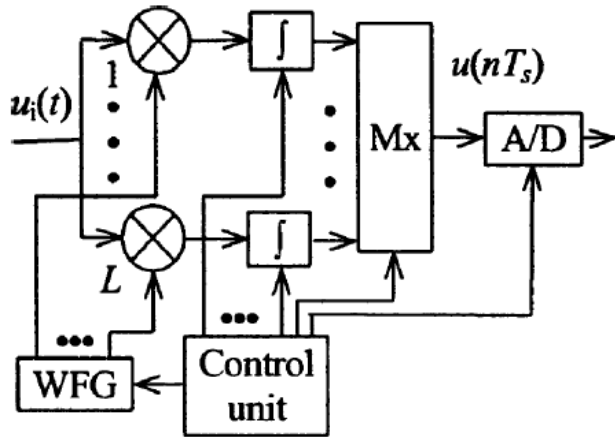 ∫
u(nTₛ)
1
uᵢ(t)
Mx
A/D
∫
L
WFG
Control
unit